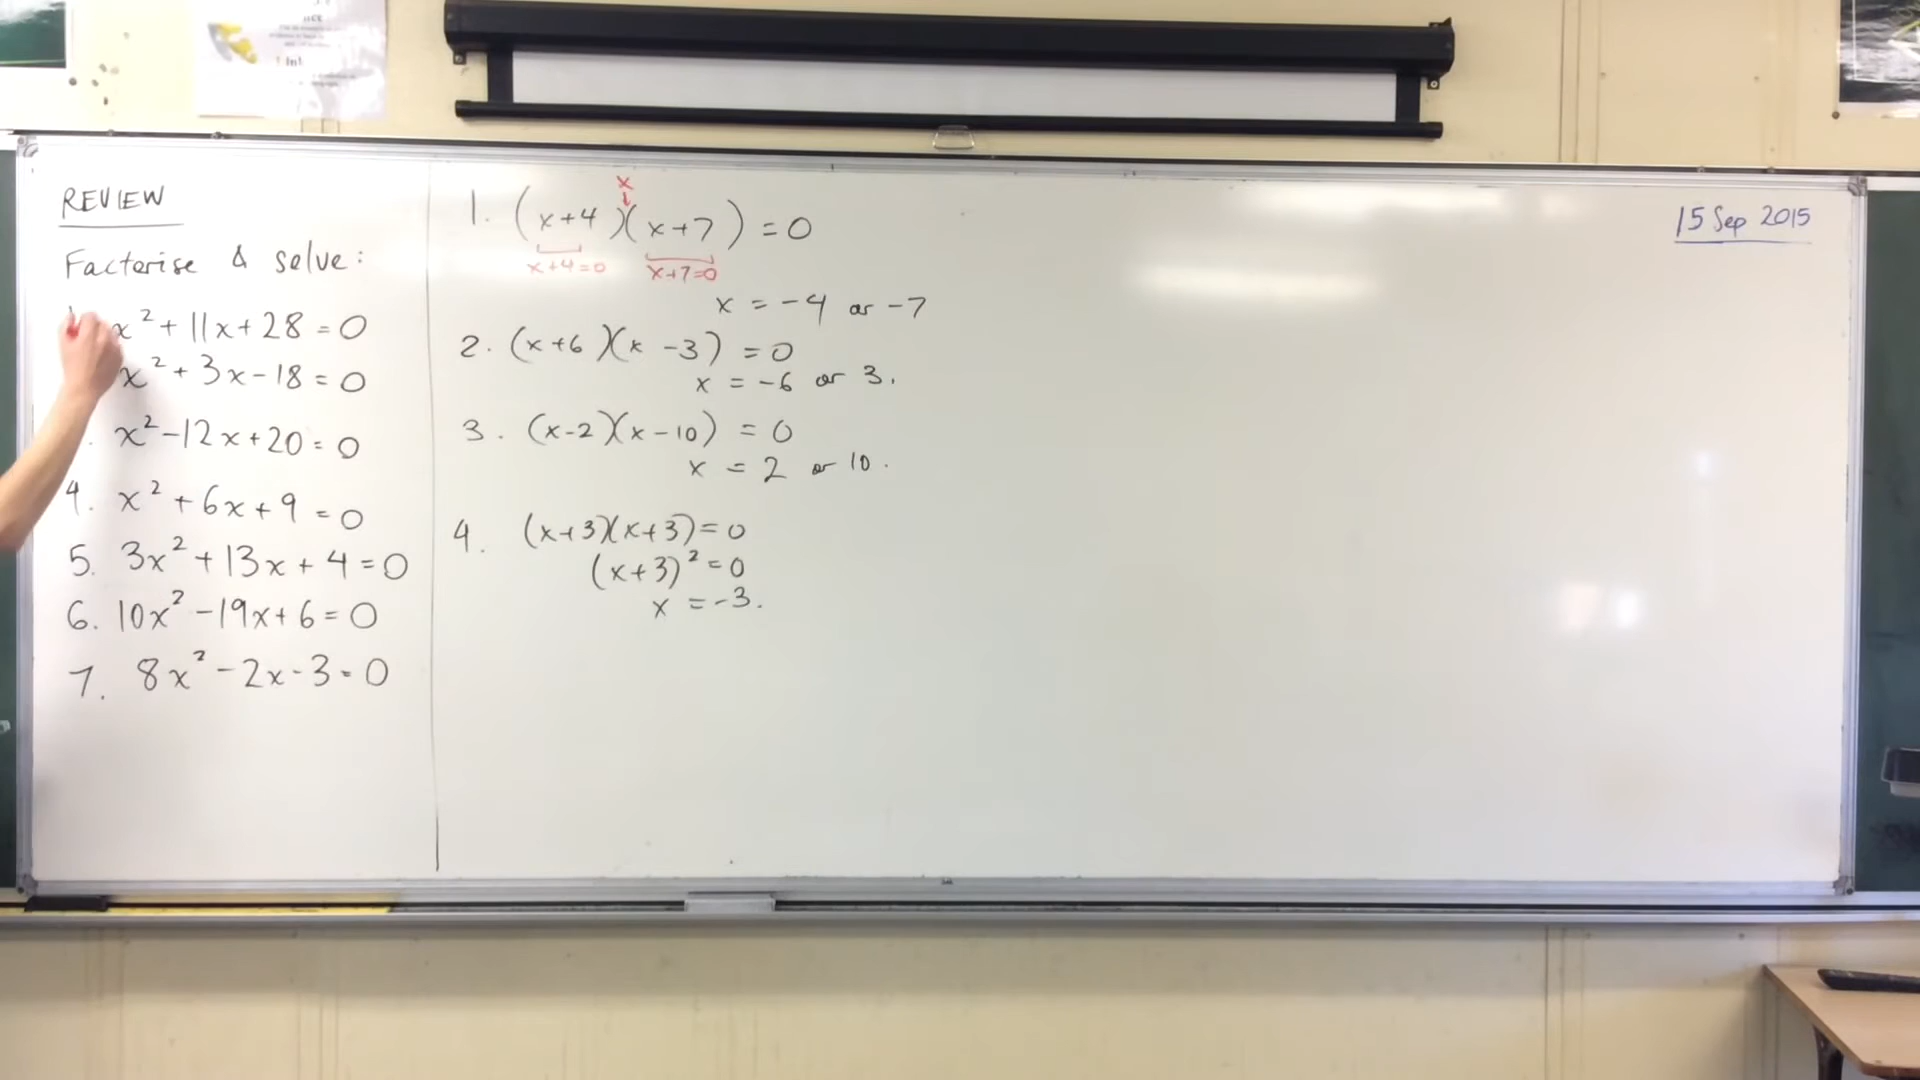 REVIEW
Factorise & solve:
x² + 11x + 28 = 0
x² + 3x - 18 = 0
x² - 12x + 20 = 0
4. x² + 6x + 9 = 0
5. 3x² + 13x + 4 = 0
6. 10x² - 19x + 6 = 0
7. 8x² - 2x - 3 = 0
x
1. (x+4)(x+7) = 0
x+4=0 x+7=0
x = -4 or -7
2. (x+6)(x-3) = 0
x = -6 or 3.
3. (x-2)(x-10) = 0
x = 2 or 10.
4. (x+3)(x+3) = 0
(x+3)² = 0
x = -3.
15 Sep 2015